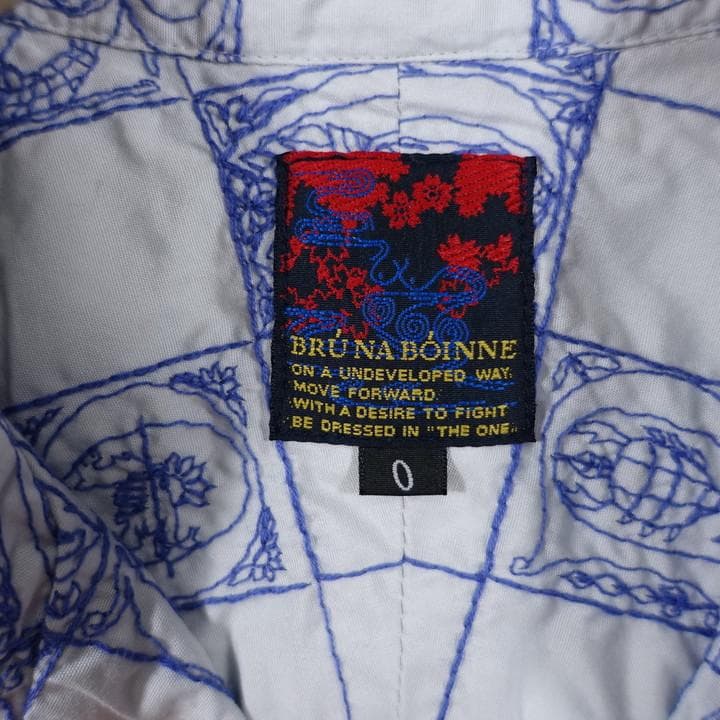 BRÚ NA BÓINNE
ON A UNDEVELOPED WAY.
MOVE FORWARD.
WITH A DESIRE TO FIGHT
BE DRESSED IN "THE ONE„
0